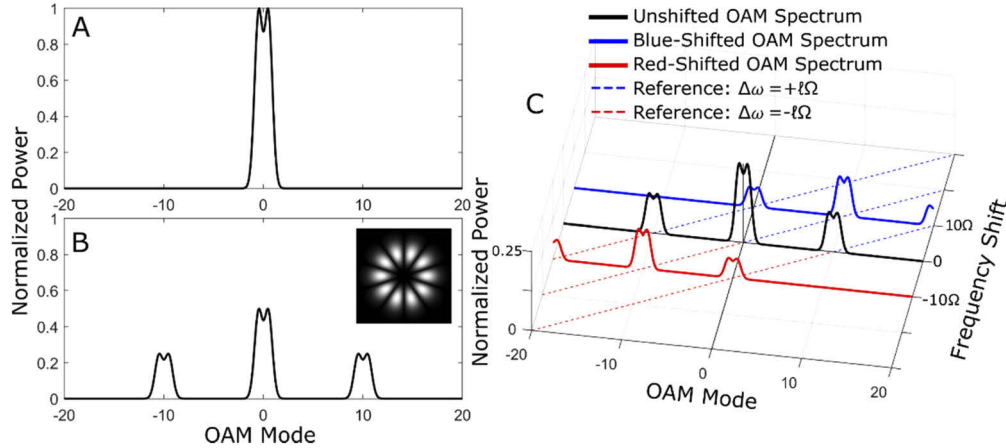 A
Normalized Power
1
0.8
0.6
0.4
0.2
0
-20
-10
0
10
20
B
1
0.8
0.6
0.4
0.2
0
-20
-10
0
10
20
OAM Mode
C
Unshifted OAM Spectrum
Blue-Shifted OAM Spectrum
Red-Shifted OAM Spectrum
Reference: Δω=+ℓΩ
Reference: Δω=-ℓΩ
Normalized Power
0.25
0
-20
-10
0
10
20
OAM Mode
10Ω
0
-10Ω
Frequency Shift